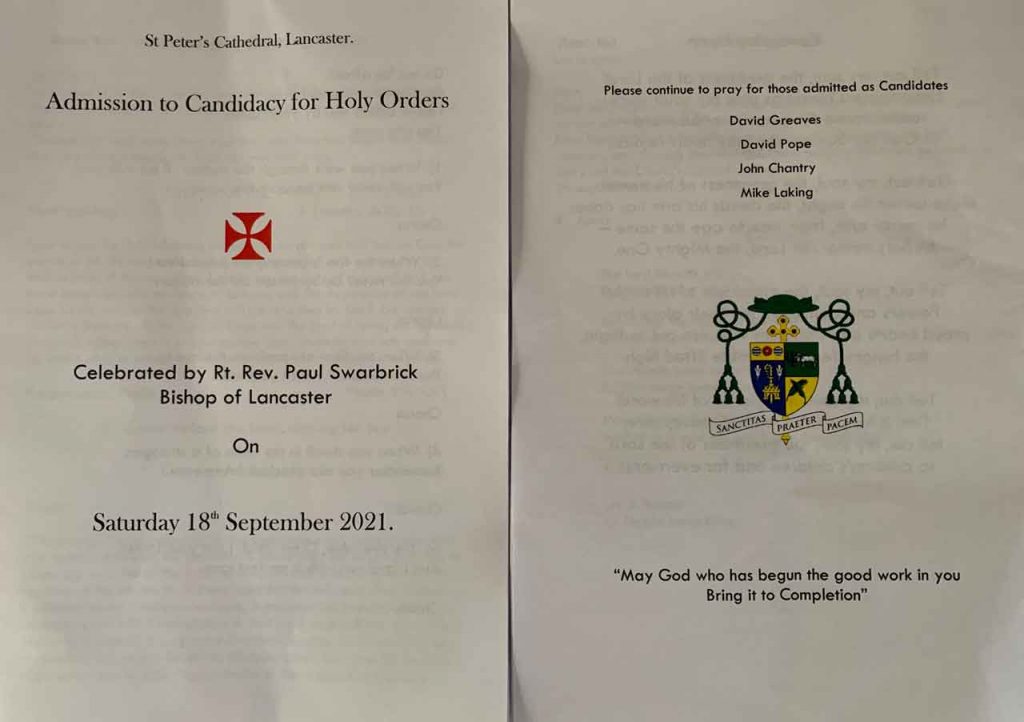 St Peter's Cathedral, Lancaster.
Admission to Candidacy for Holy Orders
Celebrated by Rt. Rev. Paul Swarbrick
Bishop of Lancaster
On
Saturday 18th September 2021.
Please continue to pray for those admitted as Candidates
David Greaves
David Pope
John Chantry
Mike Laking
SANCTITAS PRAETER PACEM
“May God who has begun the good work in you
Bring it to Completion”